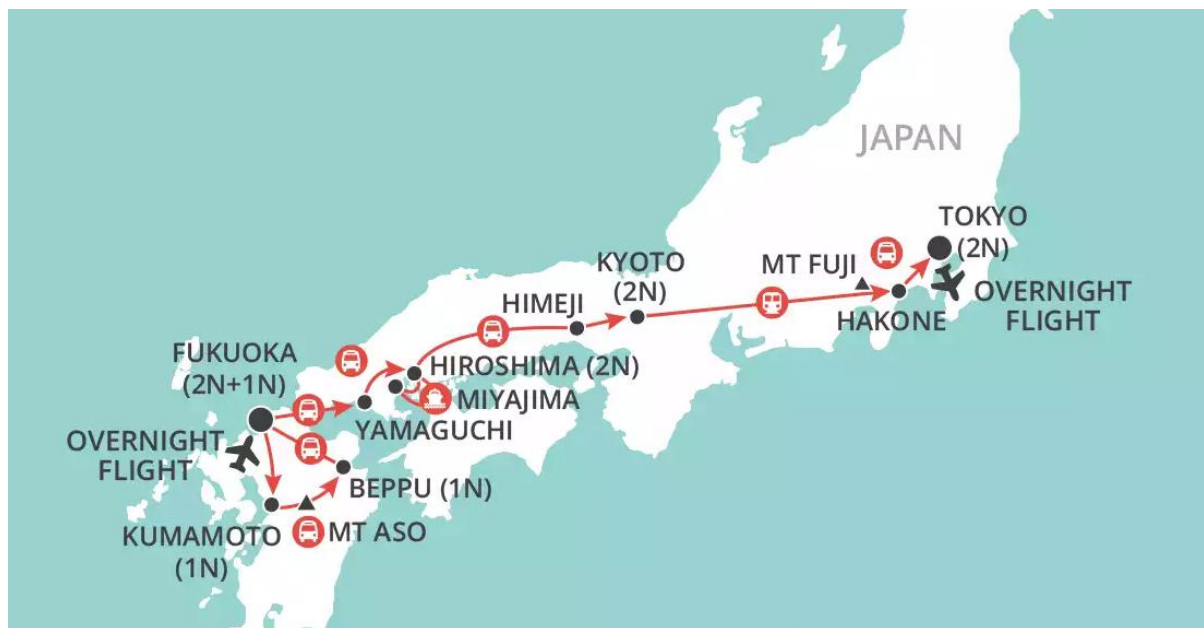 JAPAN
TOKYO
(2N)
OVERNIGHT
FLIGHT
MT FUJI
HAKONE
KYOTO
(2N)
HIMEJI
HIROSHIMA (2N)
MIYAJIMA
YAMAGUCHI
FUKUOKA
(2N+1N)
OVERNIGHT
FLIGHT
BEPPU (1N)
MT ASO
KUMAMOTO
(1N)